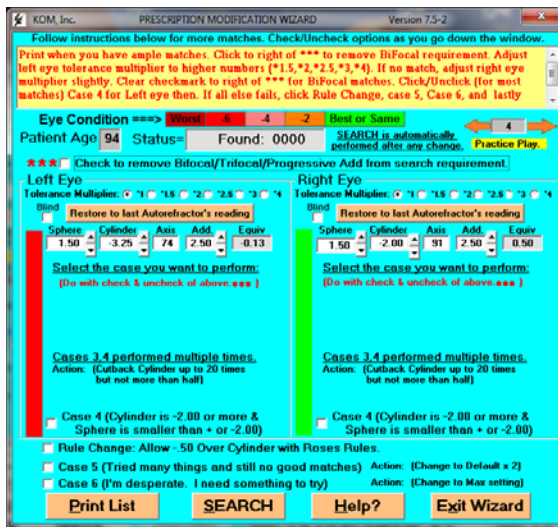 KOM, Inc. PRESCRIPTION MODIFICATION WIZARD Version 7.5-2
Follow instructions below for more matches. Check/Uncheck options as you go down the window.
Print when you have ample matches. Click to right of *** to remove BiFocal requirement. Adjust
left eye tolerance multiplier to higher numbers (*1.5,*2,*2.5,*3,*4). If no match, adjust right eye
multiplier slightly. Clear checkmark to right of *** for BiFocal matches. Click/Unclick (for most
matches) Case 4 for Left eye then. If all else fails, click Rule Change, case 5, Case 6, and lastly
Eye Condition ===> Worst -6 -4 -2 Best or Same
4
Patient Age 94 Status= Found: 0000 SEARCH is automatically
performed after any change. Practice Play.
*** Check to remove Bifocal/Trifocal/Progressive Add from search requirement.
Left Eye
Tolerance Multiplier: *1 *1.5 *2 *2.5 *3 *4
Blind Restore to last Autorefractor's reading
Sphere Cylinder Axis Add. Equiv
1.50 -3.25 74 2.50 -0.13
Select the case you want to perform:
(Do with check & uncheck of above.*** )
Cases 3,4 performed multiple times.
Action: (Cutback Cylinder up to 20 times
but not more than half)
Case 4 (Cylinder is -2.00 or more &
Sphere is smaller than + or -2.00)
Right Eye
Tolerance Multiplier: *1 *1.5 *2 *2.5 *3 *4
Blind Restore to last Autorefractor's reading
Sphere Cylinder Axis Add. Equiv
1.50 -2.00 91 2.50 0.50
Select the case you want to perform:
(Do with check & uncheck of above.*** )
Cases 3,4 performed multiple times.
Action: (Cutback Cylinder up to 20 times
but not more than half)
Case 4 (Cylinder is -2.00 or more &
Sphere is smaller than + or -2.00)
Rule Change: Allow -.50 Over Cylinder with Roses Rules.
Case 5 (Tried many things and still no good matches) Action: (Change to Default x 2)
Case 6 (I'm desperate. I need something to try) Action: (Change to Max setting)
Print List SEARCH Help? Exit Wizard